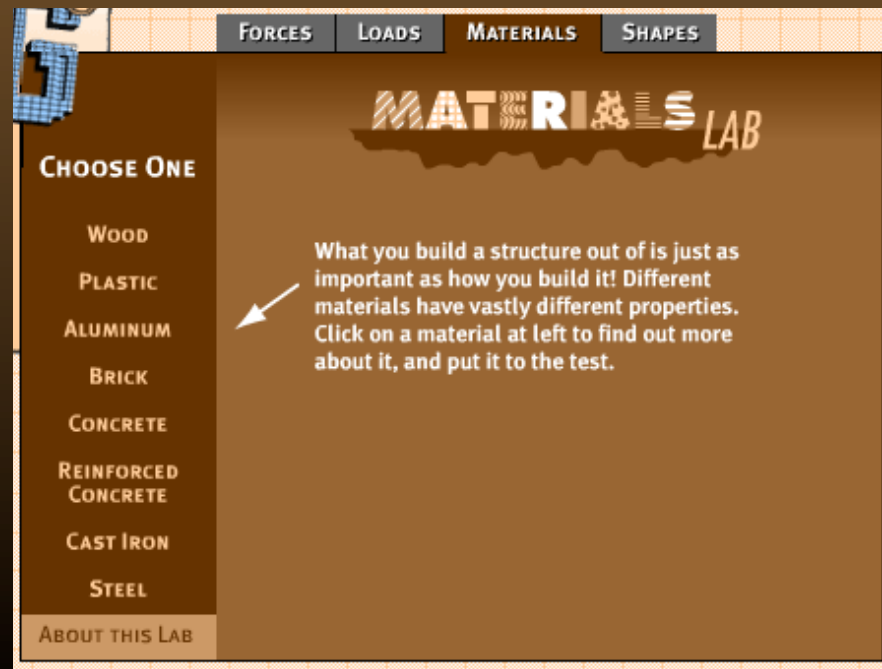 FORCES
LOADS
MATERIALS
SHAPES
MATERIALS LAB
CHOOSE ONE
WOOD
PLASTIC
ALUMINUM
BRICK
CONCRETE
REINFORCED
CONCRETE
CAST IRON
STEEL
ABOUT THIS LAB
What you build a structure out of is just as
important as how you build it! Different
materials have vastly different properties.
Click on a material at left to find out more
about it, and put it to the test.